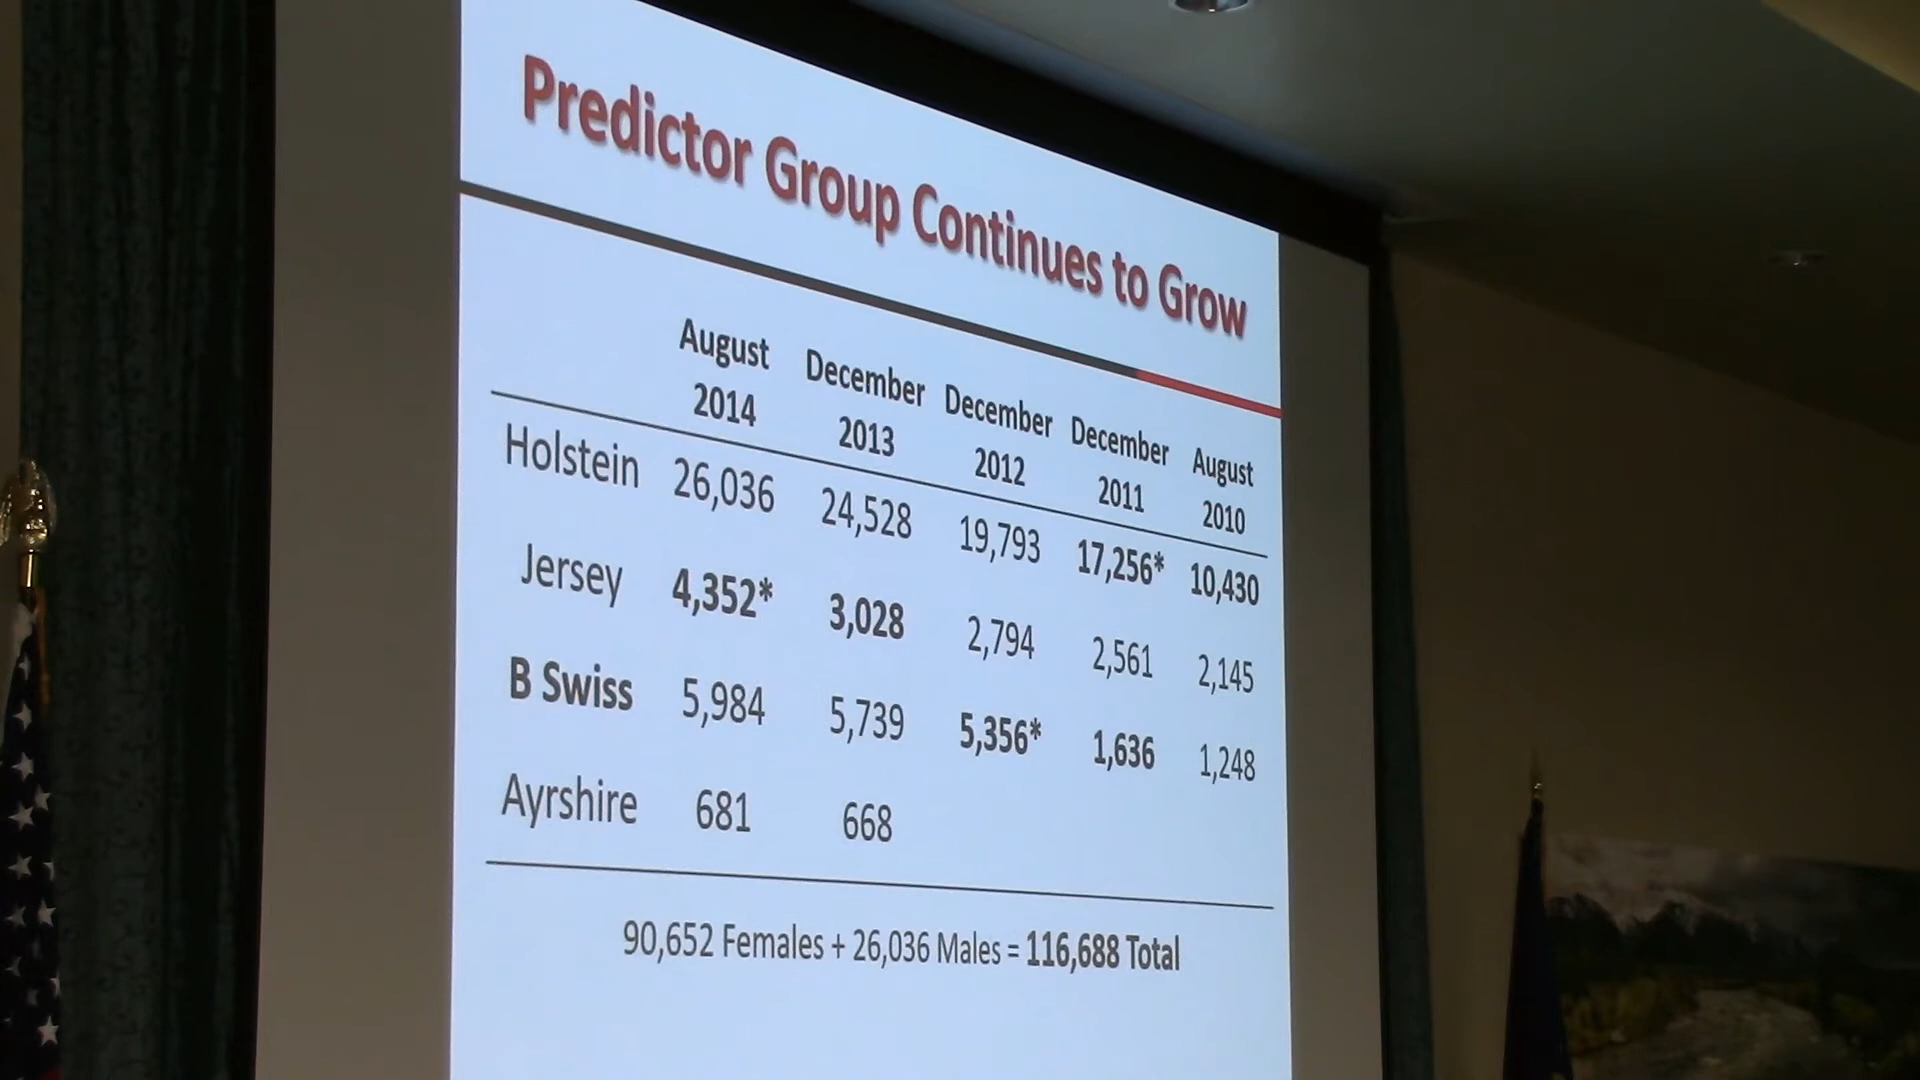 Predictor Group Continues to Grow
August 2014 December 2013 December 2012 December 2011 August 2010
Holstein 26,036 24,528 19,793 17,256* 10,430
Jersey 4,352* 3,028 2,794 2,561 2,145
B Swiss 5,984 5,739 5,356* 1,636 1,248
Ayrshire 681 668
90,652 Females + 26,036 Males = 116,688 Total